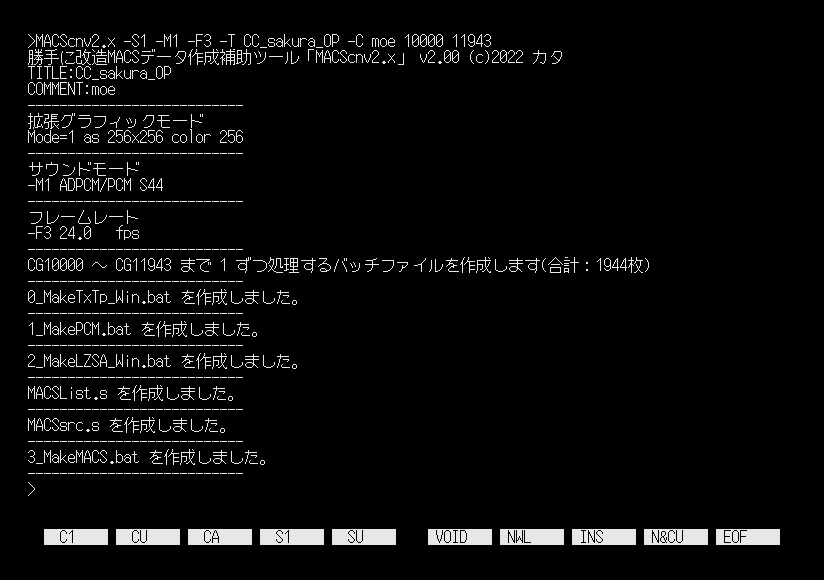 >MACScnv2.x -S1 -M1 -F3 -T CC_sakura_OP -C moe 10000 11943
勝手に改造MACSデータ作成補助ツール「MACScnv2.x」 v2.00 (c)2022 カタ
TITLE:CC_sakura_OP
COMMENT:moe
---------------------------
拡張グラフィックモード
Mode=1 as 256x256 color 256
---------------------------
サウンドモード
-M1 ADPCM/PCM S44
---------------------------
フレームレート
-F3 24.0   fps
---------------------------
CG10000 ～ CG11943 まで 1 ずつ処理するバッチファイルを作成します(合計：1944枚)
---------------------------
0_MakeTxTp_Win.bat を作成しました。
---------------------------
1_MakePCM.bat を作成しました。
---------------------------
2_MakeLZSA_Win.bat を作成しました。
---------------------------
MACSList.s を作成しました。
---------------------------
MACSsrc.s を作成しました。
---------------------------
3_MakeMACS.bat を作成しました。
---------------------------
>
C1 CU CA S1 SU VOID NWL INS N&CU EOF